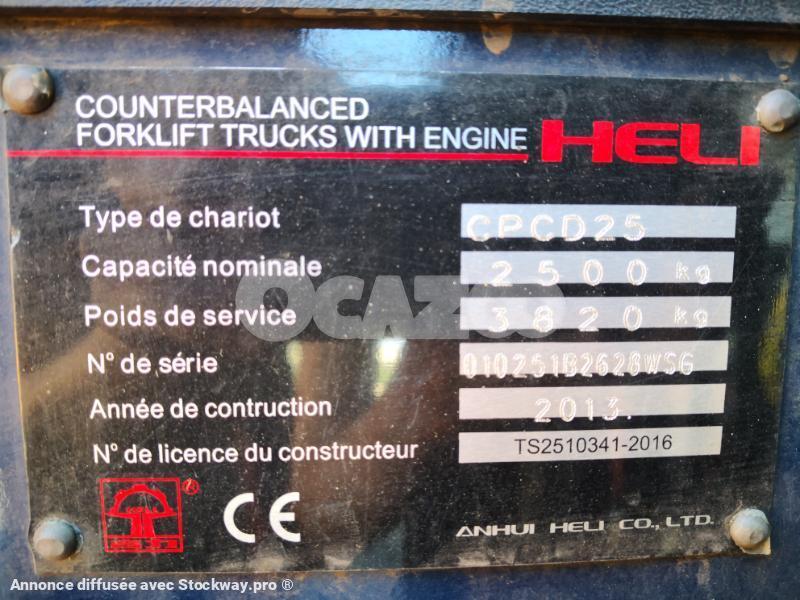 COUNTERBALANCED
FORKLIFT TRUCKS WITH ENGINE HELI
Type de chariot CPCD25
Capacité nominale 2500 kg
Poids de service 3820 kg
N° de série 010251B2628WSG
Année de contruction 2013.
N° de licence du constructeur TS2510341-2016
®
CE
ANHUI HELI CO., LTD.
OCAZOO
Annonce diffusée avec Stockway.pro ®